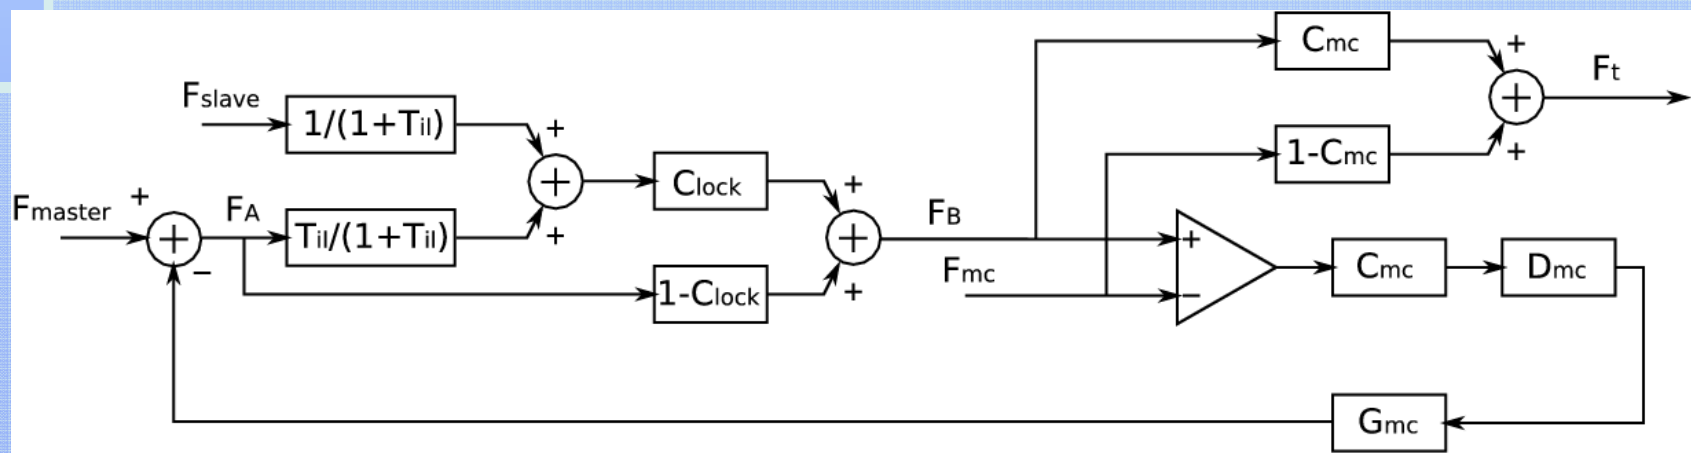 Cmc
+
Ft
Fslave
1/(1+Til)
+
+
1-Cmc
+
Clock
+
Fmaster
+
FA
Til/(1+Til)
+
+
−
FB
+
+
Fmc
−
Cmc
Dmc
1-Clock
+
Gmc